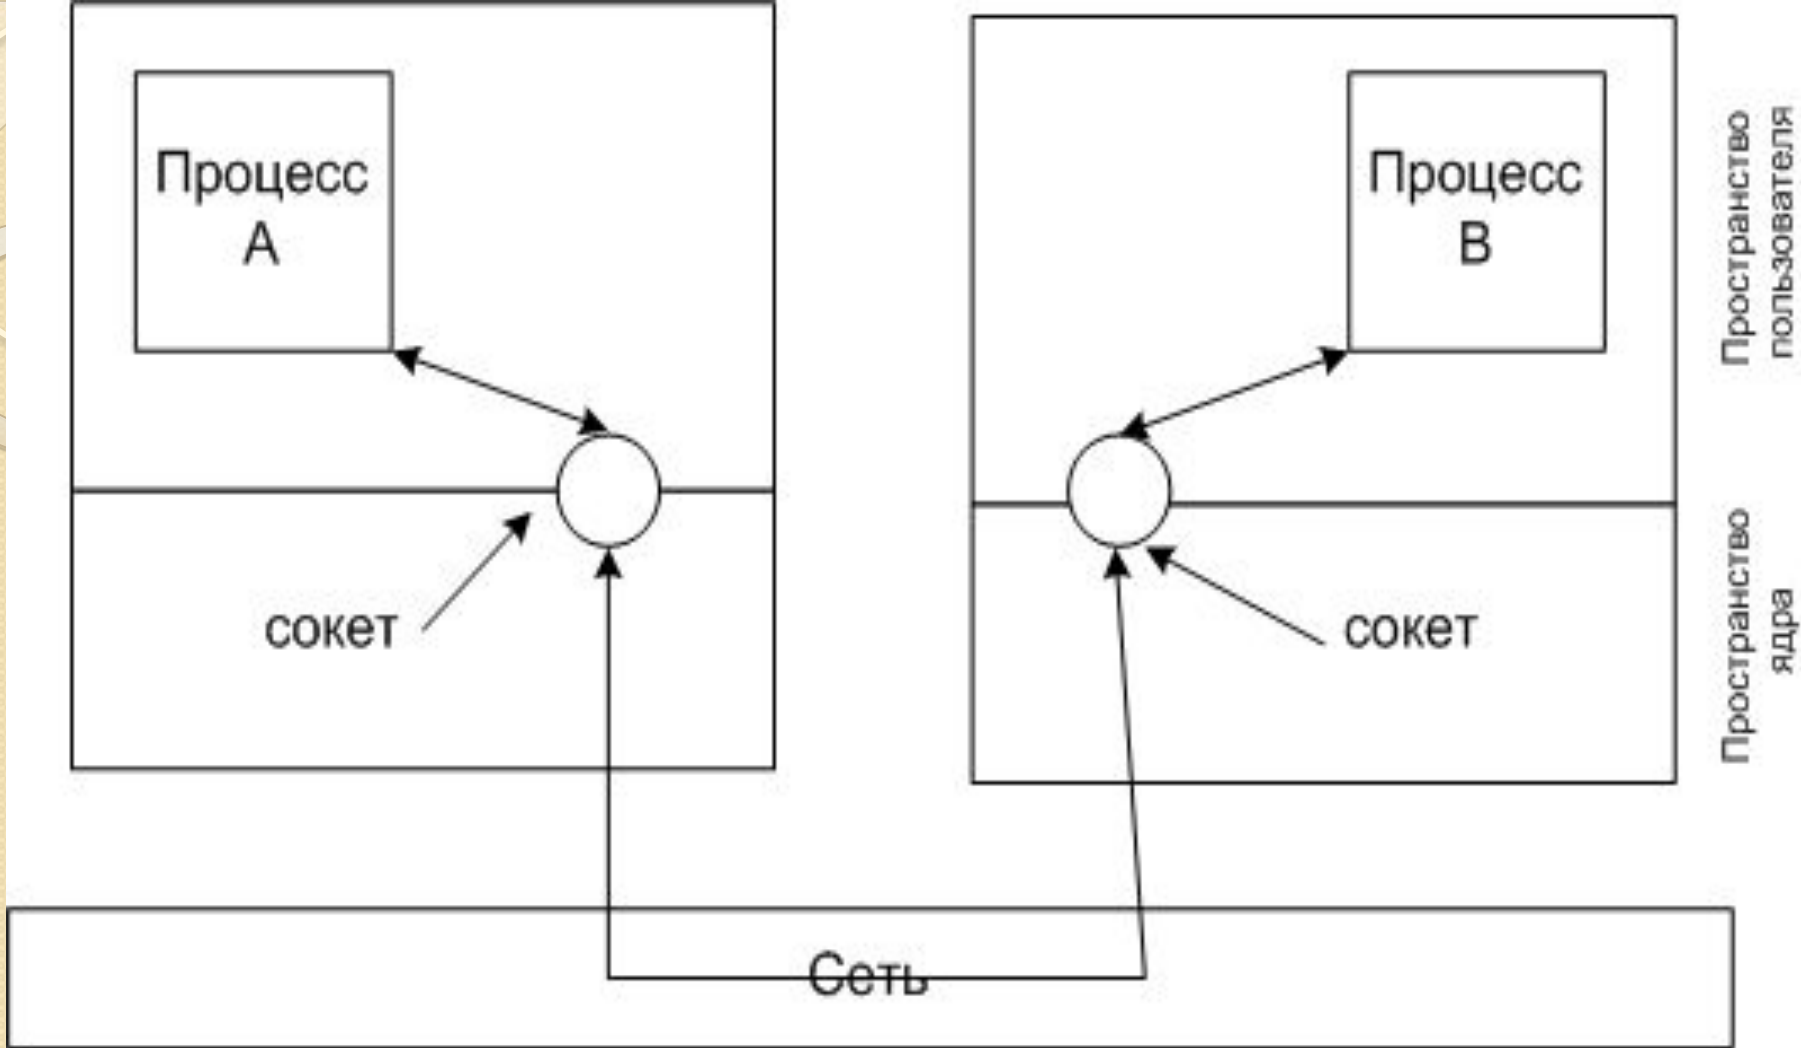 Процесс
А
Процесс
В
Пространство
пользователя
сокет
сокет
Пространство
ядра
Сеть